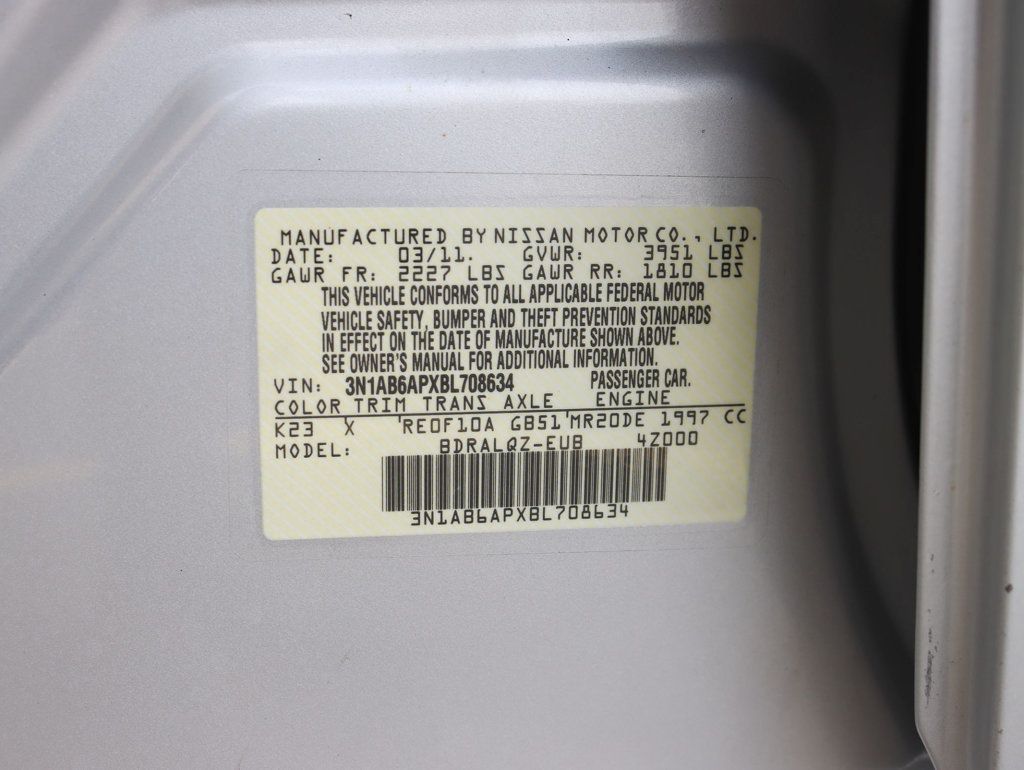 MANUFACTURED BY NISSAN MOTOR CO., LTD.
DATE: 03/11. GVWR: 3951 LBS
GAWR FR: 2227 LBS GAWR RR: 1810 LBS
THIS VEHICLE CONFORMS TO ALL APPLICABLE FEDERAL MOTOR
VEHICLE SAFETY, BUMPER AND THEFT PREVENTION STANDARDS
IN EFFECT ON THE DATE OF MANUFACTURE SHOWN ABOVE.
SEE OWNER'S MANUAL FOR ADDITIONAL INFORMATION.
VIN: 3N1AB6APXBL708634 PASSENGER CAR.
COLOR TRIM TRANS AXLE ENGINE
K23 X 'RE0F10A GB51'MR20DE 1997 CC
MODEL: BDRALQZ-EUB 4Z000
3N1AB6APXBL708634